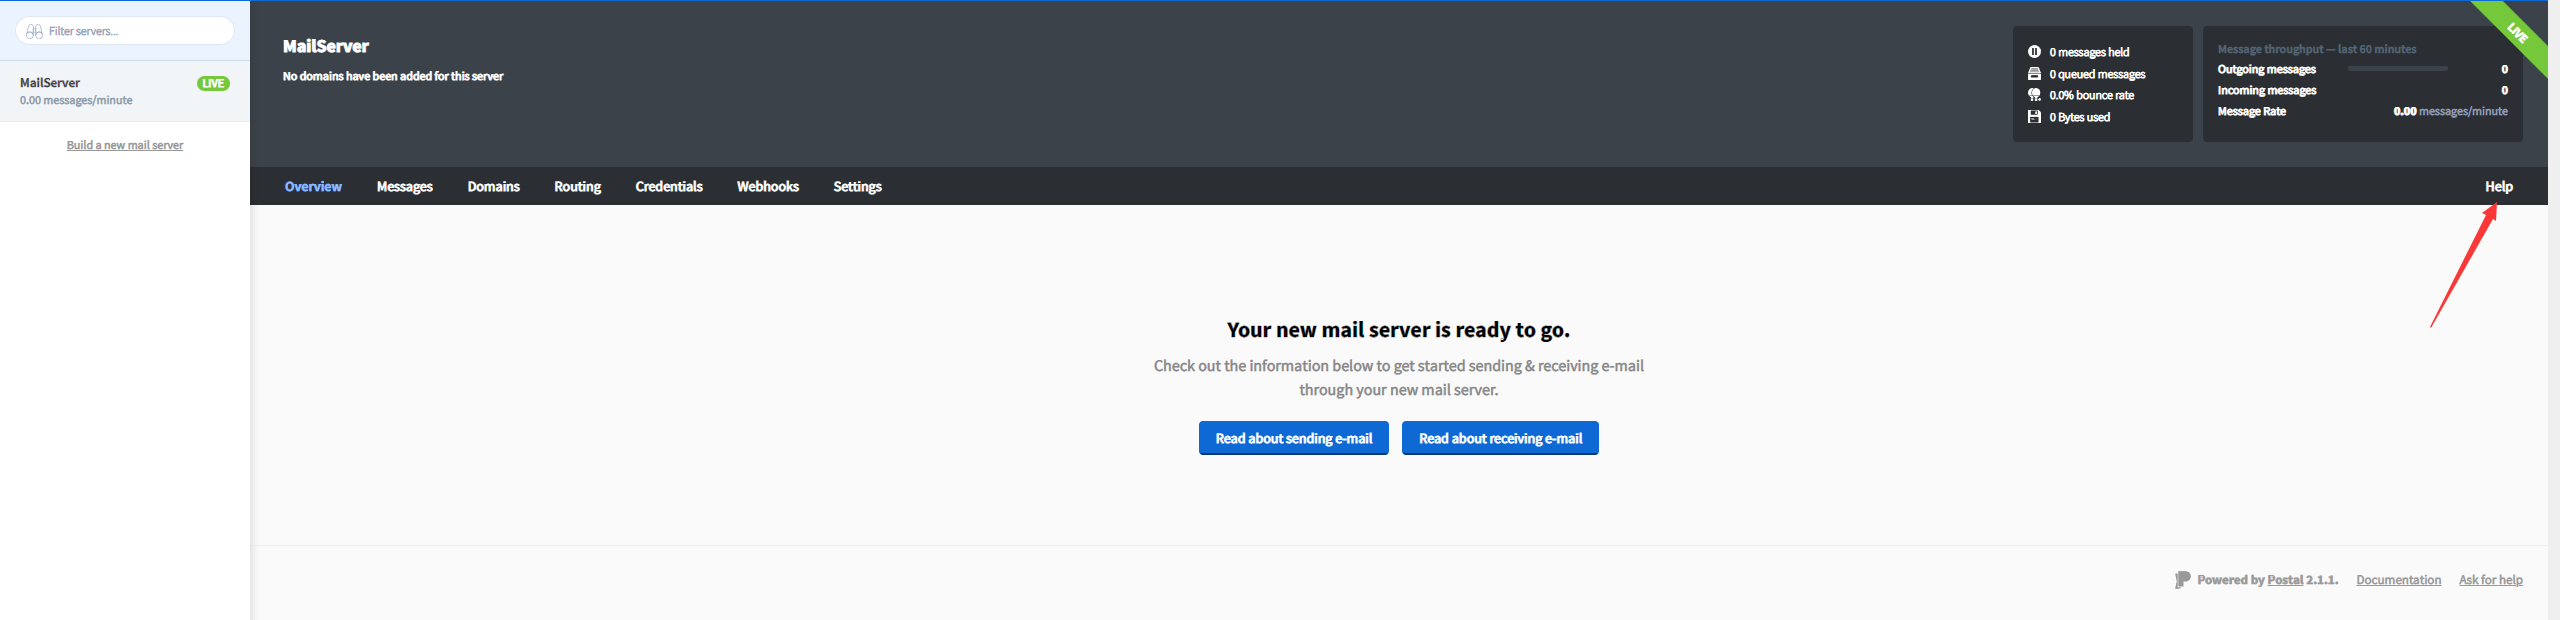 Filter servers...
MailServer
LIVE
0.00 messages/minute
Build a new mail server
MailServer
No domains have been added for this server
0 messages held
0 queued messages
0.0% bounce rate
0 Bytes used
Message throughput — last 60 minutes
Outgoing messages 0
Incoming messages 0
Message Rate 0.00 messages/minute
LIVE
Overview Messages Domains Routing Credentials Webhooks Settings Help
Your new mail server is ready to go.
Check out the information below to get started sending & receiving e-mail
through your new mail server.
Read about sending e-mail Read about receiving e-mail
Powered by Postal 2.1.1. Documentation Ask for help